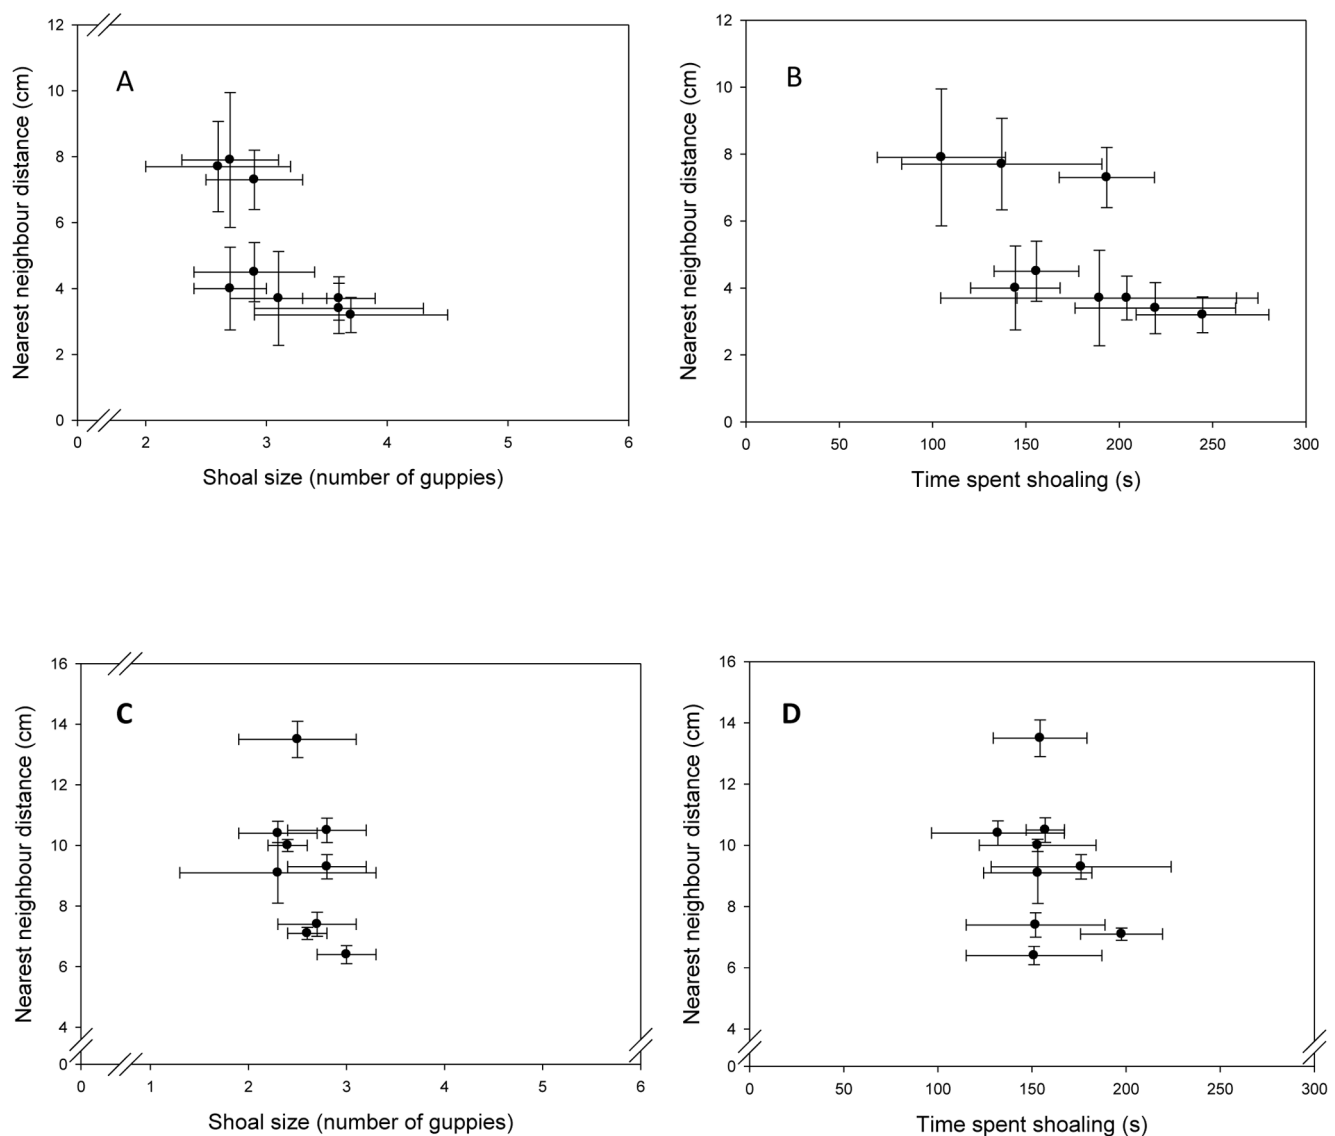 A
Nearest neighbour distance (cm)
12
10
8
6
4
2
0
0 2 3 4 5 6
Shoal size (number of guppies)
B
Nearest neighbour distance (cm)
12
10
8
6
4
2
0
0 50 100 150 200 250 300
Time spent shoaling (s)
C
Nearest neighbour distance (cm)
16
14
12
10
8
6
4
0
0 1 2 3 4 5 6
Shoal size (number of guppies)
D
Nearest neighbour distance (cm)
16
14
12
10
8
6
4
0
0 50 100 150 200 250 300
Time spent shoaling (s)